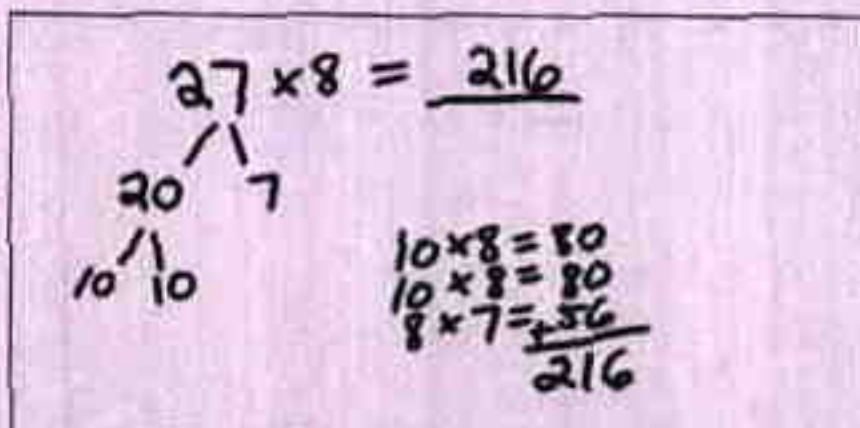 27 × 8 = 216
20 7
10 10
10 × 8 = 80
10 × 8 = 80
8 × 7 = +56
216